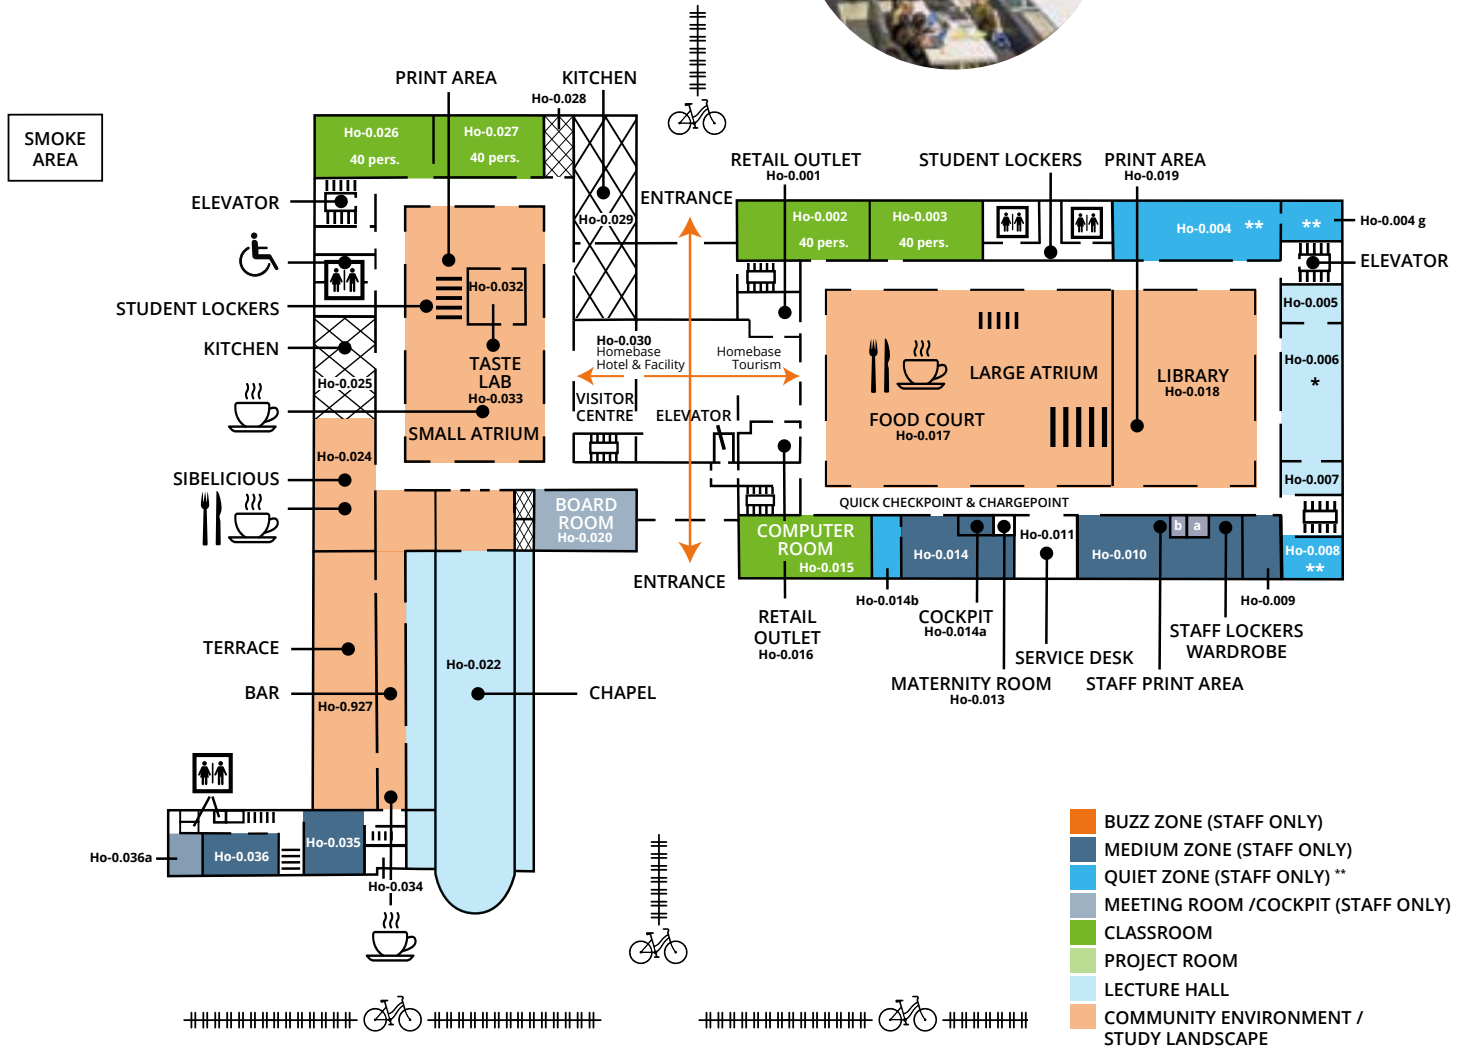 PRINT AREA
KITCHEN
Ho-0.028
SMOKE
AREA
Ho-0.026
40 pers.
Ho-0.027
40 pers.
ELEVATOR
Ho-0.029
ENTRANCE
RETAIL OUTLET
Ho-0.001
STUDENT LOCKERS
PRINT AREA
Ho-0.019
Ho-0.002
40 pers.
Ho-0.003
40 pers.
Ho-0.004 **
**
Ho-0.004 g
ELEVATOR
STUDENT LOCKERS
Ho-0.032
KITCHEN
Ho-0.025
TASTE
LAB
Ho-0.033
SMALL ATRIUM
Ho-0.030
Homebase
Hotel & Facility
Homebase
Tourism
VISITOR
CENTRE
ELEVATOR
Ho-0.005
Ho-0.006
*
Ho-0.007
LARGE ATRIUM
LIBRARY
Ho-0.018
FOOD COURT
Ho-0.017
Ho-0.024
SIBELICIOUS
BOARD
ROOM
Ho-0.020
QUICK CHECKPOINT & CHARGEPOINT
COMPUTER
ROOM
Ho-0.015
Ho-0.014
Ho-0.011
Ho-0.010
b a
Ho-0.008
**
ENTRANCE
Ho-0.014b
Ho-0.009
RETAIL
OUTLET
Ho-0.016
COCKPIT
Ho-0.014a
STAFF LOCKERS
WARDROBE
SERVICE DESK
MATERNITY ROOM
Ho-0.013
STAFF PRINT AREA
TERRACE
Ho-0.022
BAR
Ho-0.927
CHAPEL
Ho-0.036a
Ho-0.036
Ho-0.035
Ho-0.034
BUZZ ZONE (STAFF ONLY)
MEDIUM ZONE (STAFF ONLY)
QUIET ZONE (STAFF ONLY) **
MEETING ROOM /COCKPIT (STAFF ONLY)
CLASSROOM
PROJECT ROOM
LECTURE HALL
COMMUNITY ENVIRONMENT /
STUDY LANDSCAPE